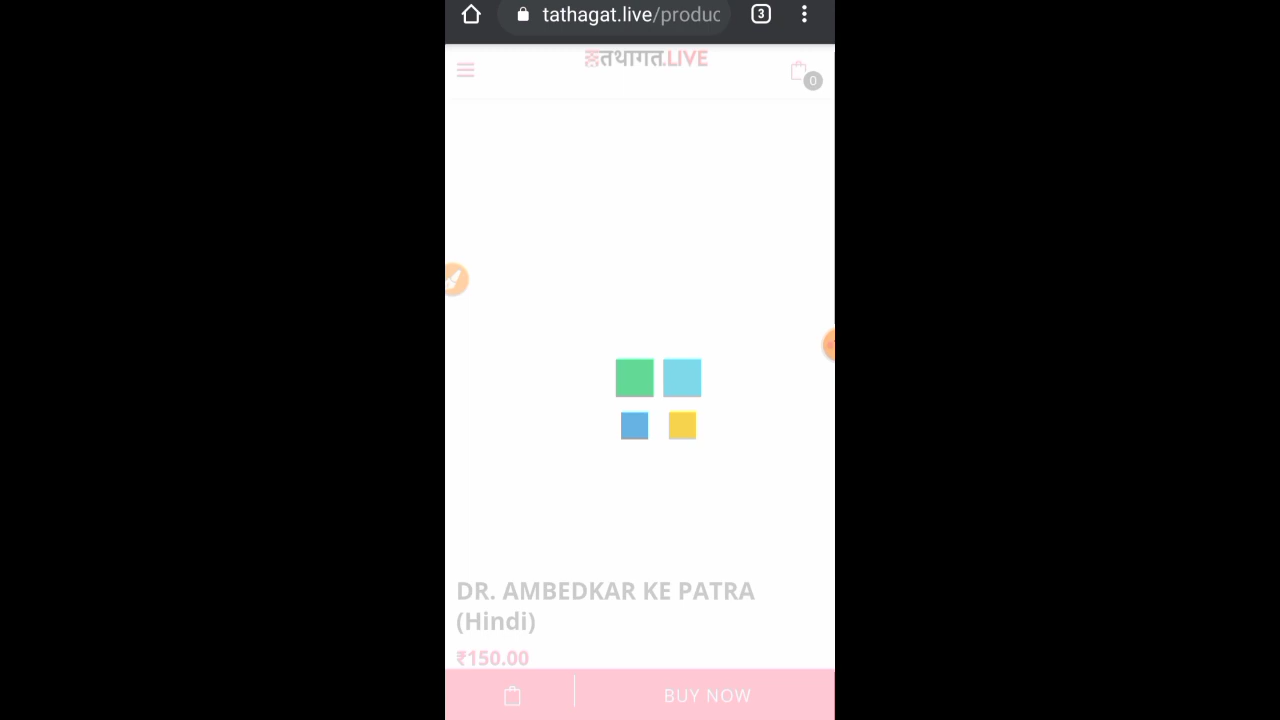 tathagat.live/produc
3
तथागत.LIVE
0
DR. AMBEDKAR KE PATRA
(Hindi)
₹150.00
BUY NOW